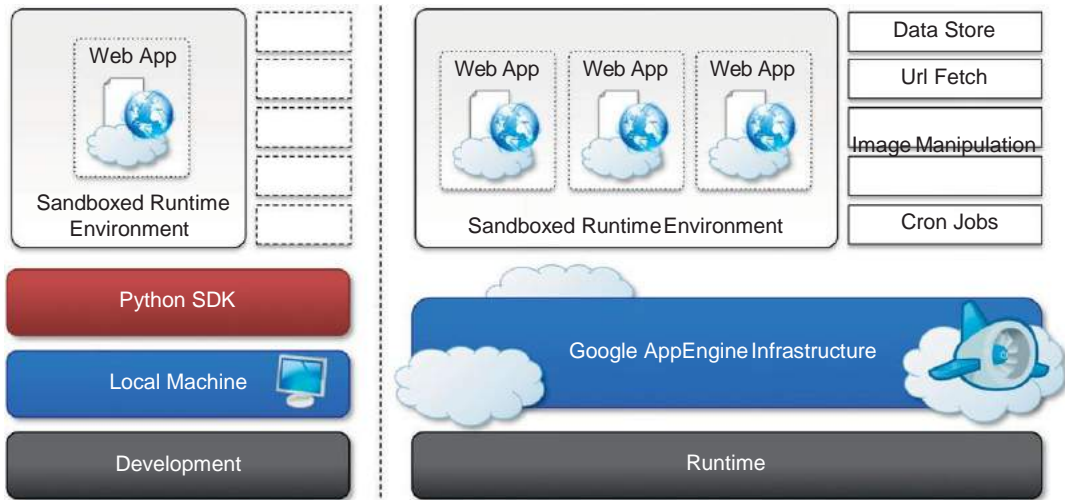 Web App
Sandboxed Runtime
Environment
Python SDK
Local Machine
Development
Web App
Web App
Web App
Sandboxed Runtime Environment
Data Store
Url Fetch
Image Manipulation
Cron Jobs
Google AppEngine Infrastructure
Runtime